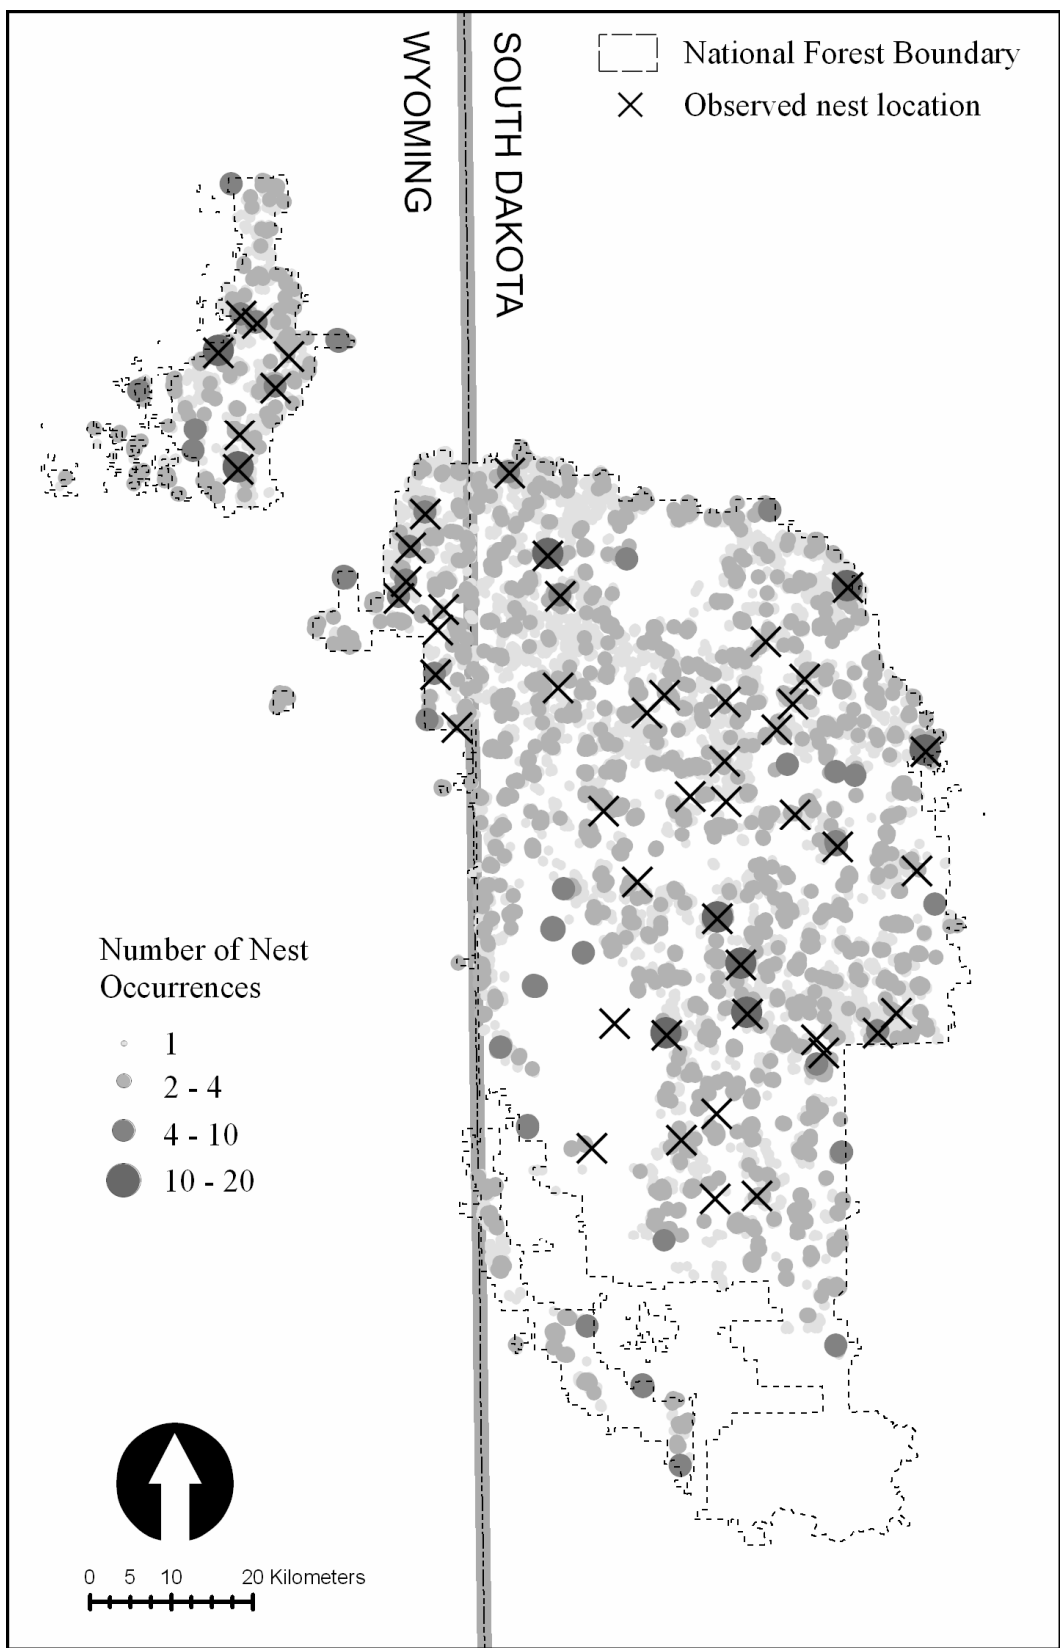 WYOMING
SOUTH DAKOTA
National Forest Boundary
Observed nest location
Number of Nest
Occurrences
1
2 - 4
4 - 10
10 - 20
0 5 10 20 Kilometers